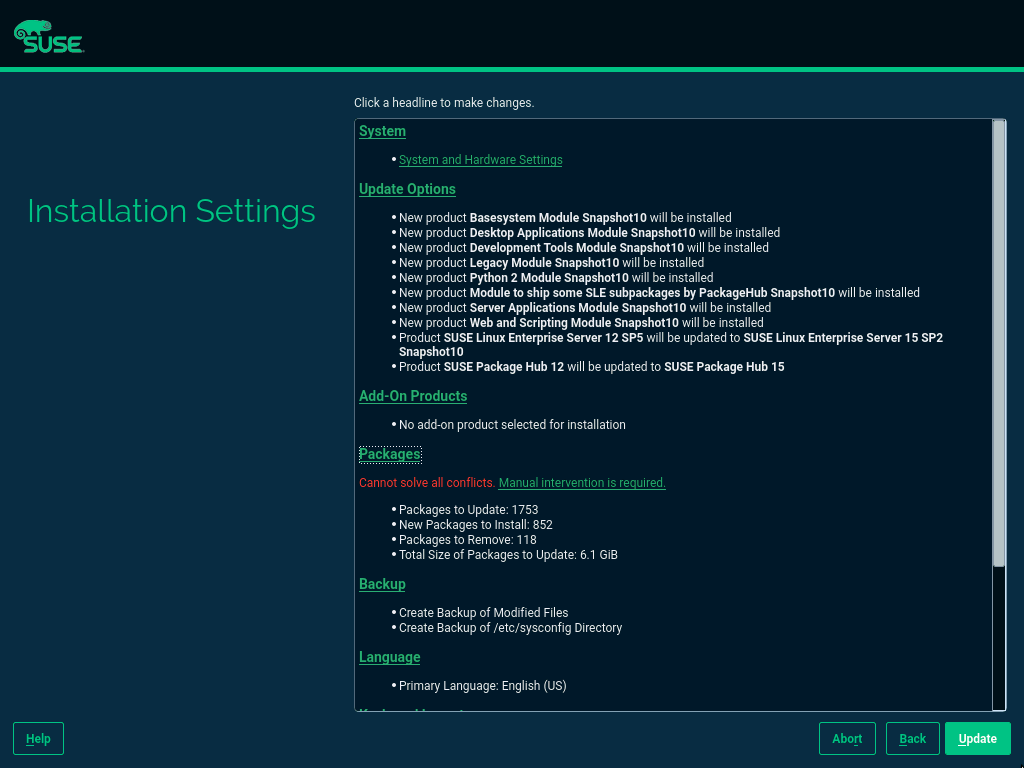 SUSE
Click a headline to make changes.
Installation Settings
System
• System and Hardware Settings
Update Options
• New product Basesystem Module Snapshot10 will be installed
• New product Desktop Applications Module Snapshot10 will be installed
• New product Development Tools Module Snapshot10 will be installed
• New product Legacy Module Snapshot10 will be installed
• New product Python 2 Module Snapshot10 will be installed
• New product Module to ship some SLE subpackages by PackageHub Snapshot10 will be installed
• New product Server Applications Module Snapshot10 will be installed
• New product Web and Scripting Module Snapshot10 will be installed
• Product SUSE Linux Enterprise Server 12 SP5 will be updated to SUSE Linux Enterprise Server 15 SP2
Snapshot10
• Product SUSE Package Hub 12 will be updated to SUSE Package Hub 15
Add-On Products
• No add-on product selected for installation
Packages
Cannot solve all conflicts. Manual intervention is required.
• Packages to Update: 1753
• New Packages to Install: 852
• Packages to Remove: 118
• Total Size of Packages to Update: 6.1 GiB
Backup
• Create Backup of Modified Files
• Create Backup of /etc/sysconfig Directory
Language
• Primary Language: English (US)
Help
Abort
Back
Update